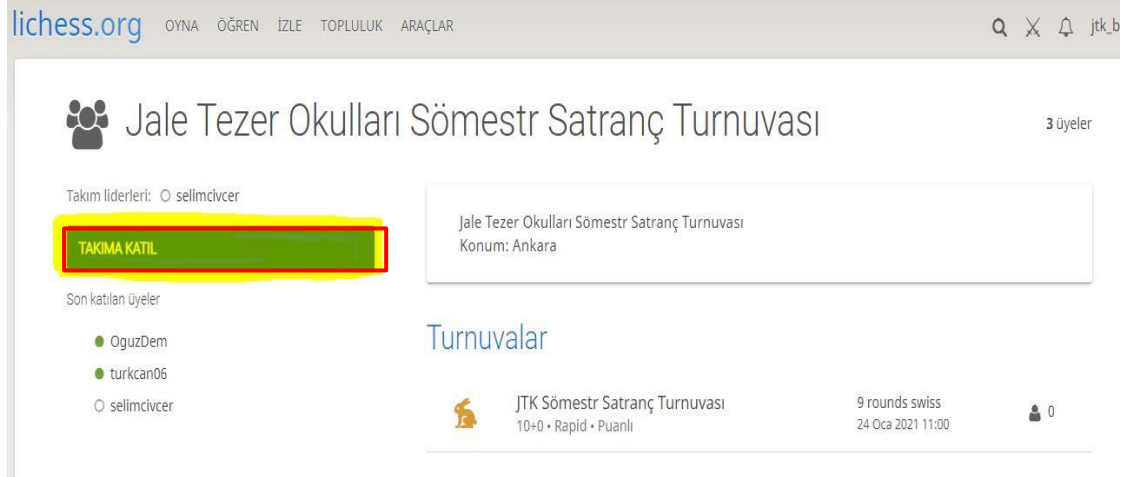 lichess.org OYNA ÖĞREN İZLE TOPLULUK ARAÇLAR jtk_b
Jale Tezer Okulları Sömestr Satranç Turnuvası 3 üyeler
Takım liderleri: selimcivcer
TAKIMA KATIL
Son katılan üyeler
OguzDem
turkcan06
selimcivcer
Jale Tezer Okulları Sömestr Satranç Turnuvası
Konum: Ankara
Turnuvalar
JTK Sömestr Satranç Turnuvası 9 rounds swiss 0
10+0 • Rapid • Puanlı 24 Oca 2021 11:00